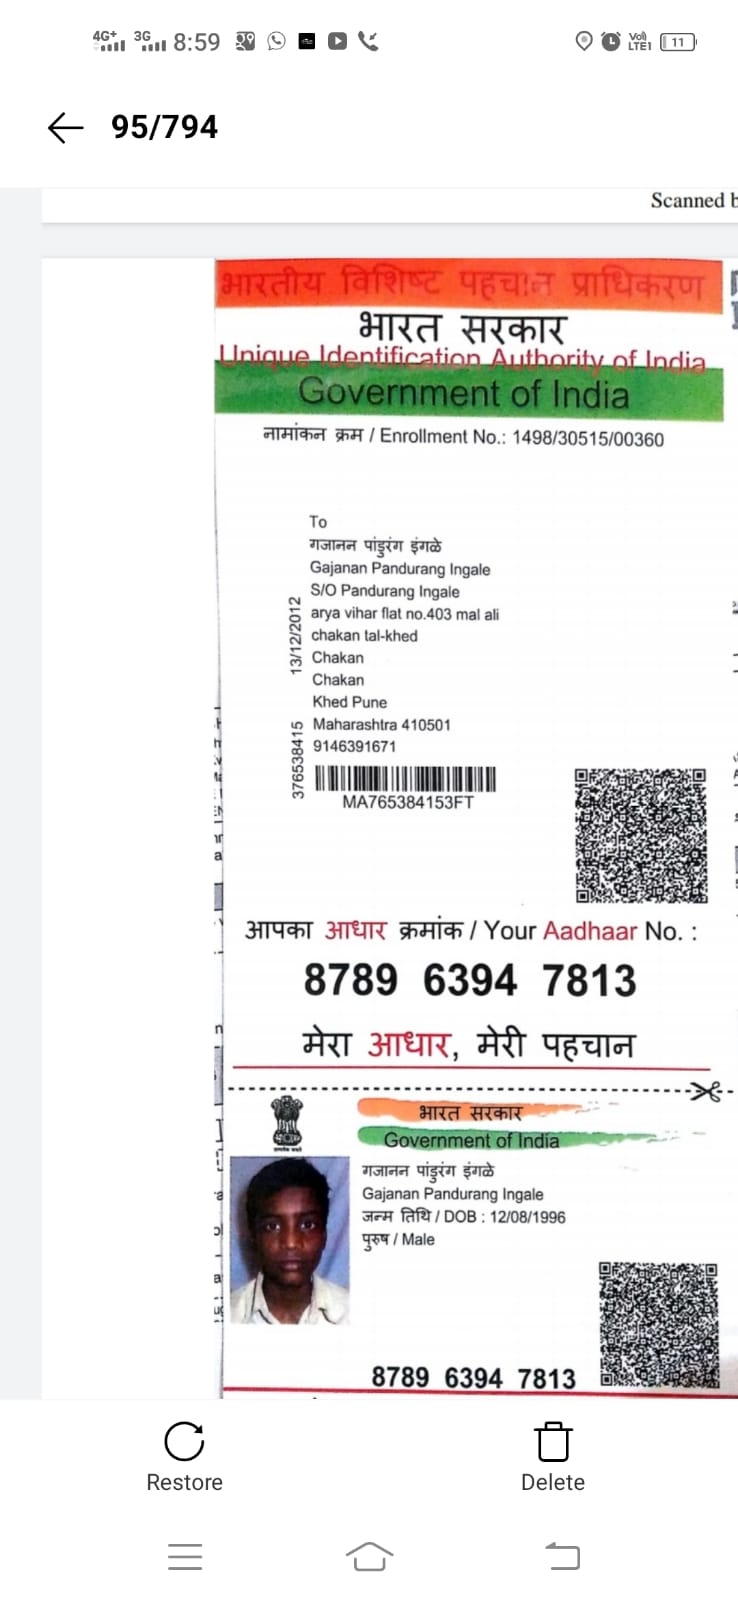 4G+ 3G 8:59 Vol) LTE1 11
95/794
Scanned b
भारतीय विशिष्ट पहचान प्राधिकरण
भारत सरकार
Unique Identification Authority of India
Government of India
नामांकन क्रम / Enrollment No.: 1498/30515/00360
To
गजानन पांडुरंग इंगळे
Gajanan Pandurang Ingale
S/O Pandurang Ingale
arya vihar flat no.403 mal ali
chakan tal-khed
Chakan
Chakan
Khed Pune
Maharashtra 410501
9146391671
13/12/2012
376538415
MA765384153FT
आपका आधार क्रमांक / Your Aadhaar No. :
8789 6394 7813
मेरा आधार, मेरी पहचान
भारत सरकार
Government of India
गजानन पांडुरंग इंगळे
Gajanan Pandurang Ingale
जन्म तिथि / DOB : 12/08/1996
पुरुष / Male
8789 6394 7813
Restore
Delete